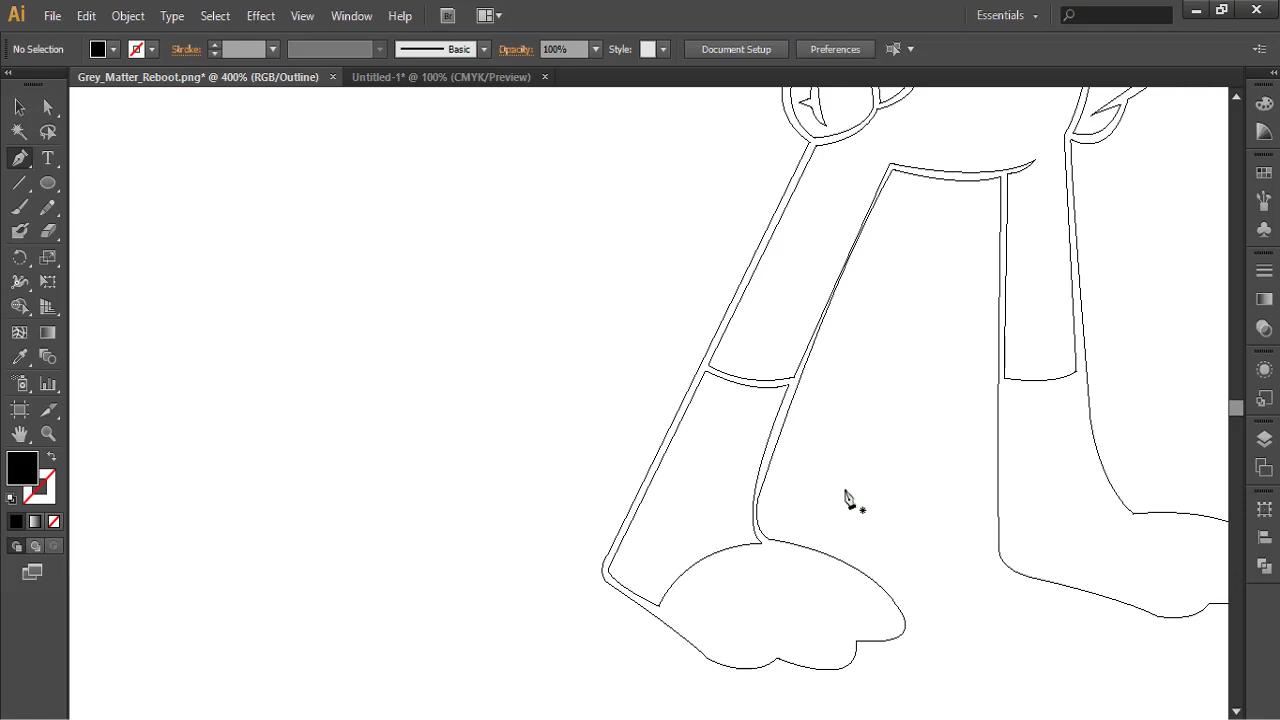 Ai File Edit Object Type Select Effect View Window Help Br Essentials
No Selection Stroke: Basic Opacity: 100% Style: Document Setup Preferences
Grey_Matter_Reboot.png* @ 400% (RGB/Outline) × Untitled-1* @ 100% (CMYK/Preview) ×
T